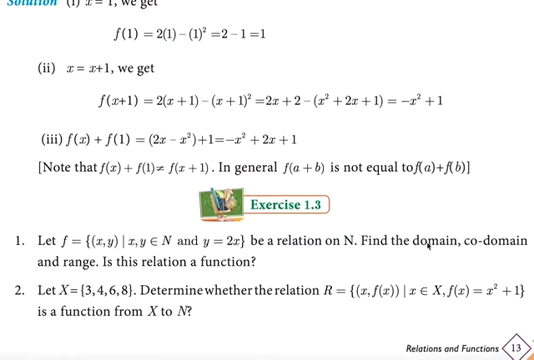 Solution (i) x = 1, we get
f(1) = 2(1) – (1)² =2 – 1 =1
(ii) x = x+1, we get
f(x+1) = 2(x + 1) – (x + 1)² =2x + 2 – (x² + 2x + 1) = –x² + 1
(iii) f(x) + f(1) = (2x – x²)+1=–x² + 2x + 1
[Note that f(x) + f(1)≠ f(x + 1) . In general f(a + b) is not equal to f(a)+f(b)]
Exercise 1.3
1. Let f = {(x,y) | x,y ∈ N and y = 2x} be a relation on N. Find the domain, co-domain
and range. Is this relation a function?
2. Let X= {3,4,6,8}. Determine whether the relation R = {(x, f(x)) | x ∈ X, f(x) = x² + 1}
is a function from X to N?
Relations and Functions 13